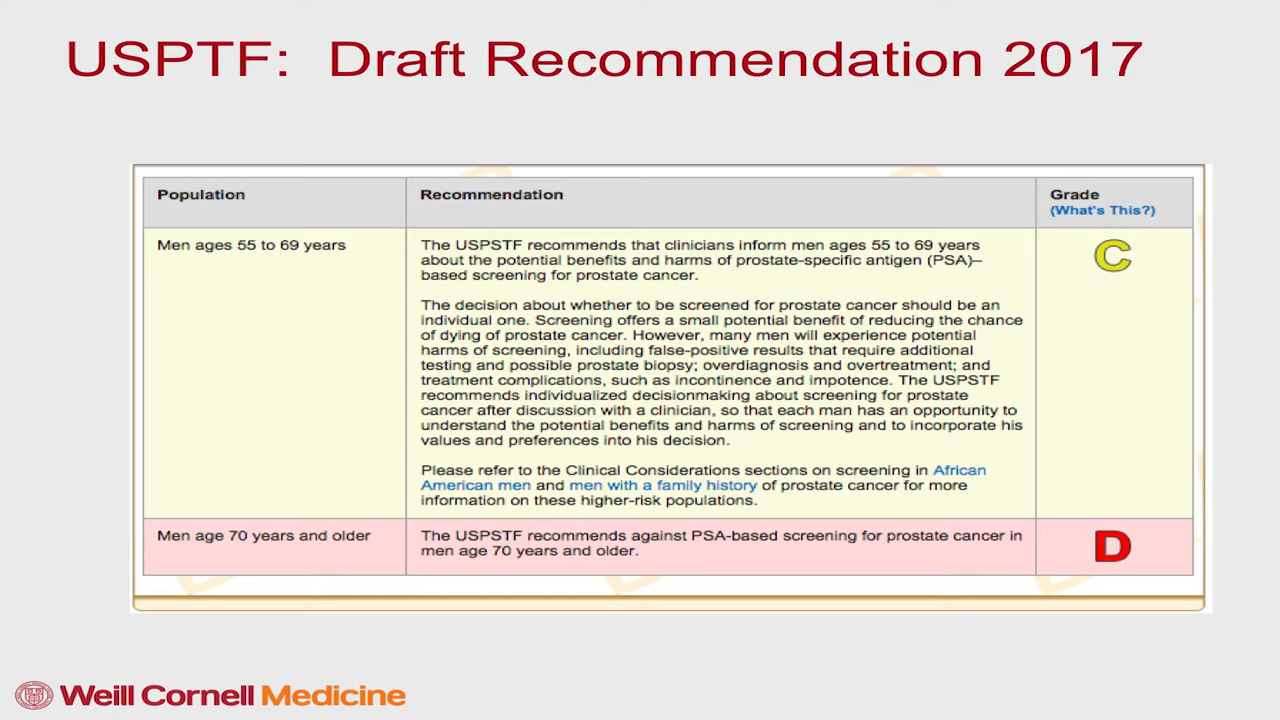 USPTF: Draft Recommendation 2017
Population
Recommendation
Grade
(What's This?)
Men ages 55 to 69 years
The USPSTF recommends that clinicians inform men ages 55 to 69 years
about the potential benefits and harms of prostate-specific antigen (PSA)–
based screening for prostate cancer.
The decision about whether to be screened for prostate cancer should be an
individual one. Screening offers a small potential benefit of reducing the chance
of dying of prostate cancer. However, many men will experience potential
harms of screening, including false-positive results that require additional
testing and possible prostate biopsy; overdiagnosis and overtreatment; and
treatment complications, such as incontinence and impotence. The USPSTF
recommends individualized decisionmaking about screening for prostate
cancer after discussion with a clinician, so that each man has an opportunity to
understand the potential benefits and harms of screening and to incorporate his
values and preferences into his decision.
Please refer to the Clinical Considerations sections on screening in African
American men and men with a family history of prostate cancer for more
information on these higher-risk populations.
C
Men age 70 years and older
The USPSTF recommends against PSA-based screening for prostate cancer in
men age 70 years and older.
D
Weill Cornell Medicine